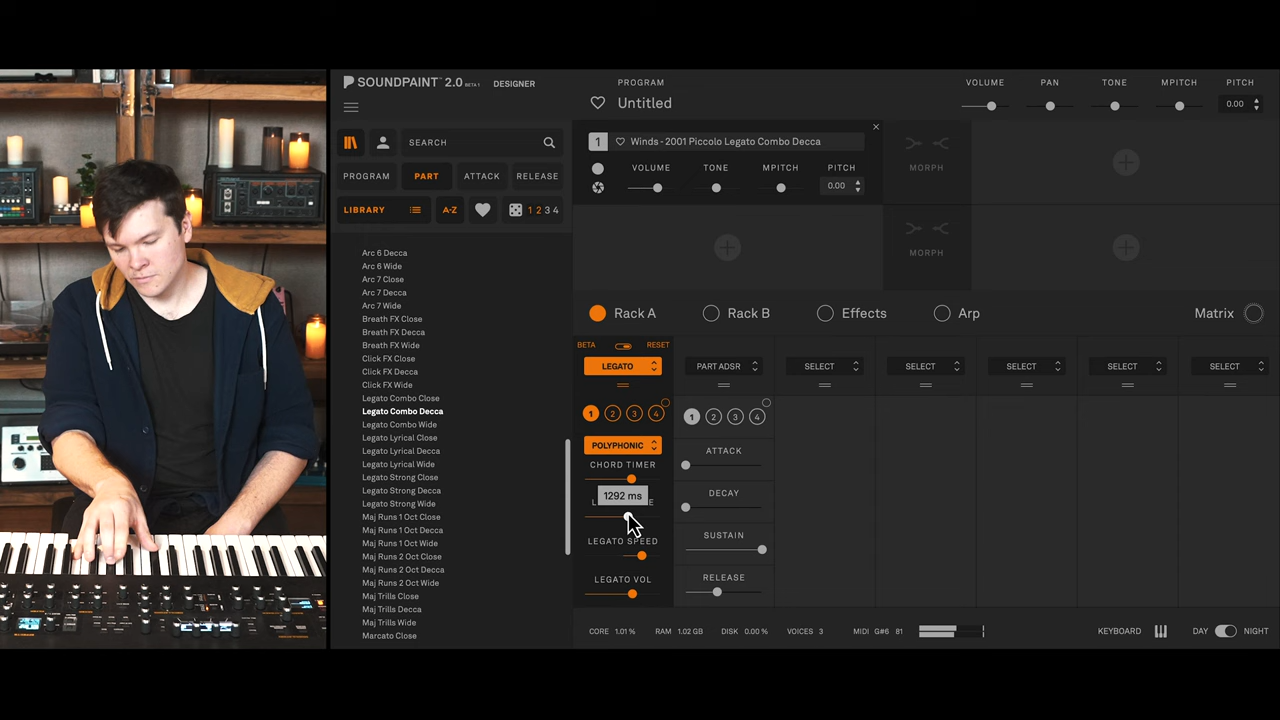 SOUNDPAINT™ 2.0 BETA 1 DESIGNER
PROGRAM
Untitled
VOLUME PAN TONE MPITCH PITCH
0.00
SEARCH
PROGRAM PART ATTACK RELEASE
LIBRARY A-Z 1 2 3 4
1 Winds - 2001 Piccolo Legato Combo Decca
VOLUME TONE MPITCH PITCH
0.00
MORPH
MORPH
Arc 6 Decca
Arc 6 Wide
Arc 7 Close
Arc 7 Decca
Arc 7 Wide
Breath FX Close
Breath FX Decca
Breath FX Wide
Click FX Close
Click FX Decca
Click FX Wide
Legato Combo Close
Legato Combo Decca
Legato Combo Wide
Legato Lyrical Close
Legato Lyrical Decca
Legato Lyrical Wide
Legato Strong Close
Legato Strong Decca
Legato Strong Wide
Maj Runs 1 Oct Close
Maj Runs 1 Oct Decca
Maj Runs 1 Oct Wide
Maj Runs 2 Oct Close
Maj Runs 2 Oct Decca
Maj Runs 2 Oct Wide
Maj Trills Close
Maj Trills Decca
Maj Trills Wide
Marcato Close
Rack A Rack B Effects Arp Matrix
BETA RESET
LEGATO PART ADSR SELECT SELECT SELECT SELECT SELECT
1 2 3 4 1 2 3 4
POLYPHONIC
CHORD TIMER
1292 ms
LEGATO SPEED
LEGATO VOL
ATTACK
DECAY
SUSTAIN
RELEASE
CORE 1.01 % RAM 1.02 GB DISK 0.00 % VOICES 3 MIDI G#6 81 KEYBOARD DAY NIGHT